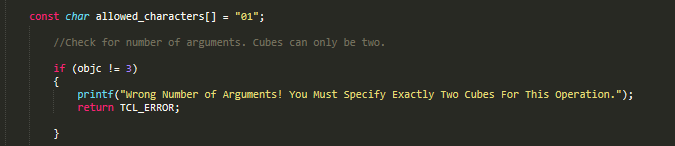 const char allowed_characters[] = "01";
//Check for number of arguments. Cubes can only be two.
if (objc != 3)
{
printf("Wrong Number of Arguments! You Must Specify Exactly Two Cubes For This Operation.");
return TCL_ERROR;
}